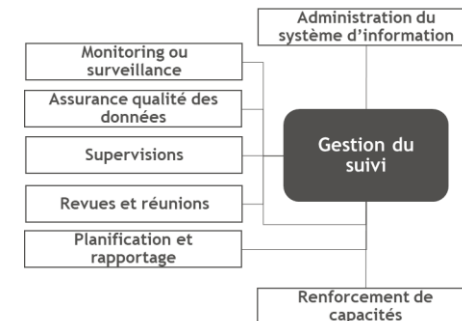 Administration du
système d'information
Monitoring ou
surveillance
Assurance qualité des
données
Supervisions
Gestion du
suivi
Revues et réunions
Planification et
rapportage
Renforcement de
capacités